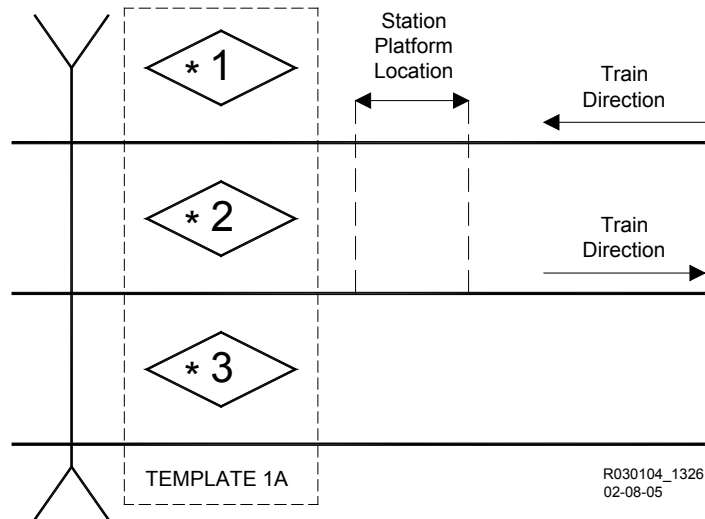 * 1
Station
Platform
Location
Train
Direction
* 2
Train
Direction
* 3
TEMPLATE 1A
R030104_1326
02-08-05